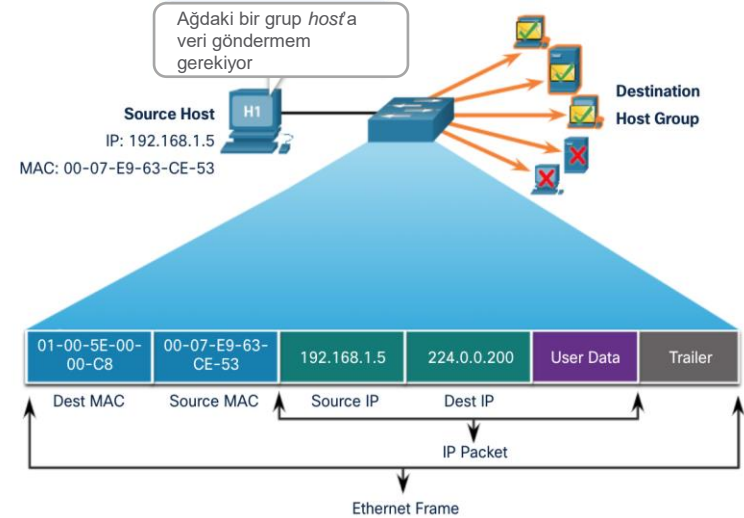 Ağdaki bir grup host'a
veri göndermem
gerekiyor
H1
Source Host
IP: 192.168.1.5
MAC: 00-07-E9-63-CE-53
Destination
Host Group
01-00-5E-00-
00-C8
00-07-E9-63-
CE-53
192.168.1.5
224.0.0.200
User Data
Trailer
Dest MAC
Source MAC
Source IP
Dest IP
IP Packet
Ethernet Frame